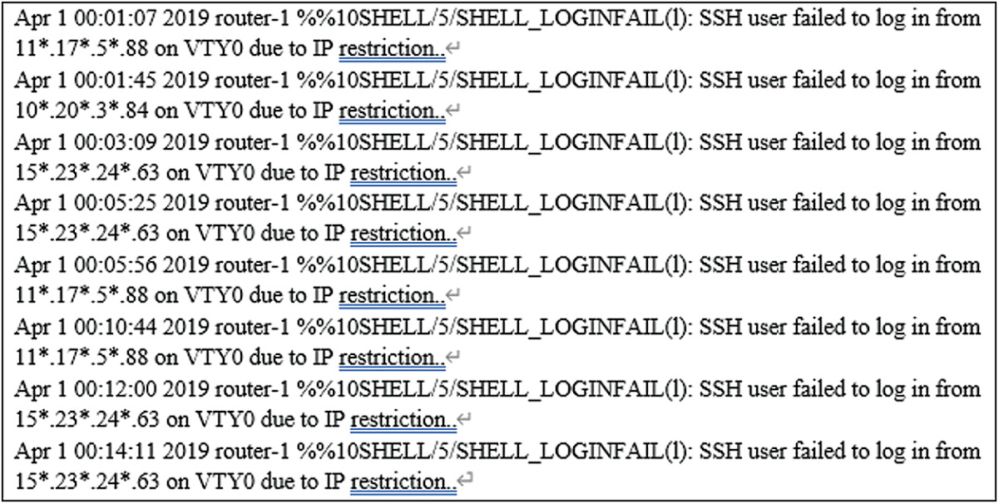 Apr 1 00:01:07 2019 router-1 %%10SHELL/5/SHELL_LOGINFAIL(l): SSH user failed to log in from
11*.17*.5*.88 on VTY0 due to IP restriction..↵
Apr 1 00:01:45 2019 router-1 %%10SHELL/5/SHELL_LOGINFAIL(l): SSH user failed to log in from
10*.20*.3*.84 on VTY0 due to IP restriction..↵
Apr 1 00:03:09 2019 router-1 %%10SHELL/5/SHELL_LOGINFAIL(l): SSH user failed to log in from
15*.23*.24*.63 on VTY0 due to IP restriction..↵
Apr 1 00:05:25 2019 router-1 %%10SHELL/5/SHELL_LOGINFAIL(l): SSH user failed to log in from
15*.23*.24*.63 on VTY0 due to IP restriction..↵
Apr 1 00:05:56 2019 router-1 %%10SHELL/5/SHELL_LOGINFAIL(l): SSH user failed to log in from
11*.17*.5*.88 on VTY0 due to IP restriction..↵
Apr 1 00:10:44 2019 router-1 %%10SHELL/5/SHELL_LOGINFAIL(l): SSH user failed to log in from
11*.17*.5*.88 on VTY0 due to IP restriction..↵
Apr 1 00:12:00 2019 router-1 %%10SHELL/5/SHELL_LOGINFAIL(l): SSH user failed to log in from
15*.23*.24*.63 on VTY0 due to IP restriction..↵
Apr 1 00:14:11 2019 router-1 %%10SHELL/5/SHELL_LOGINFAIL(l): SSH user failed to log in from
15*.23*.24*.63 on VTY0 due to IP restriction..↵